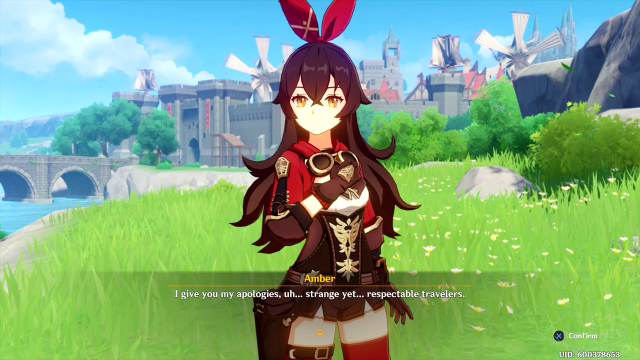 Amber
I give you my apologies, uh... strange yet... respectable travelers.
Confirm
UID: 600378653